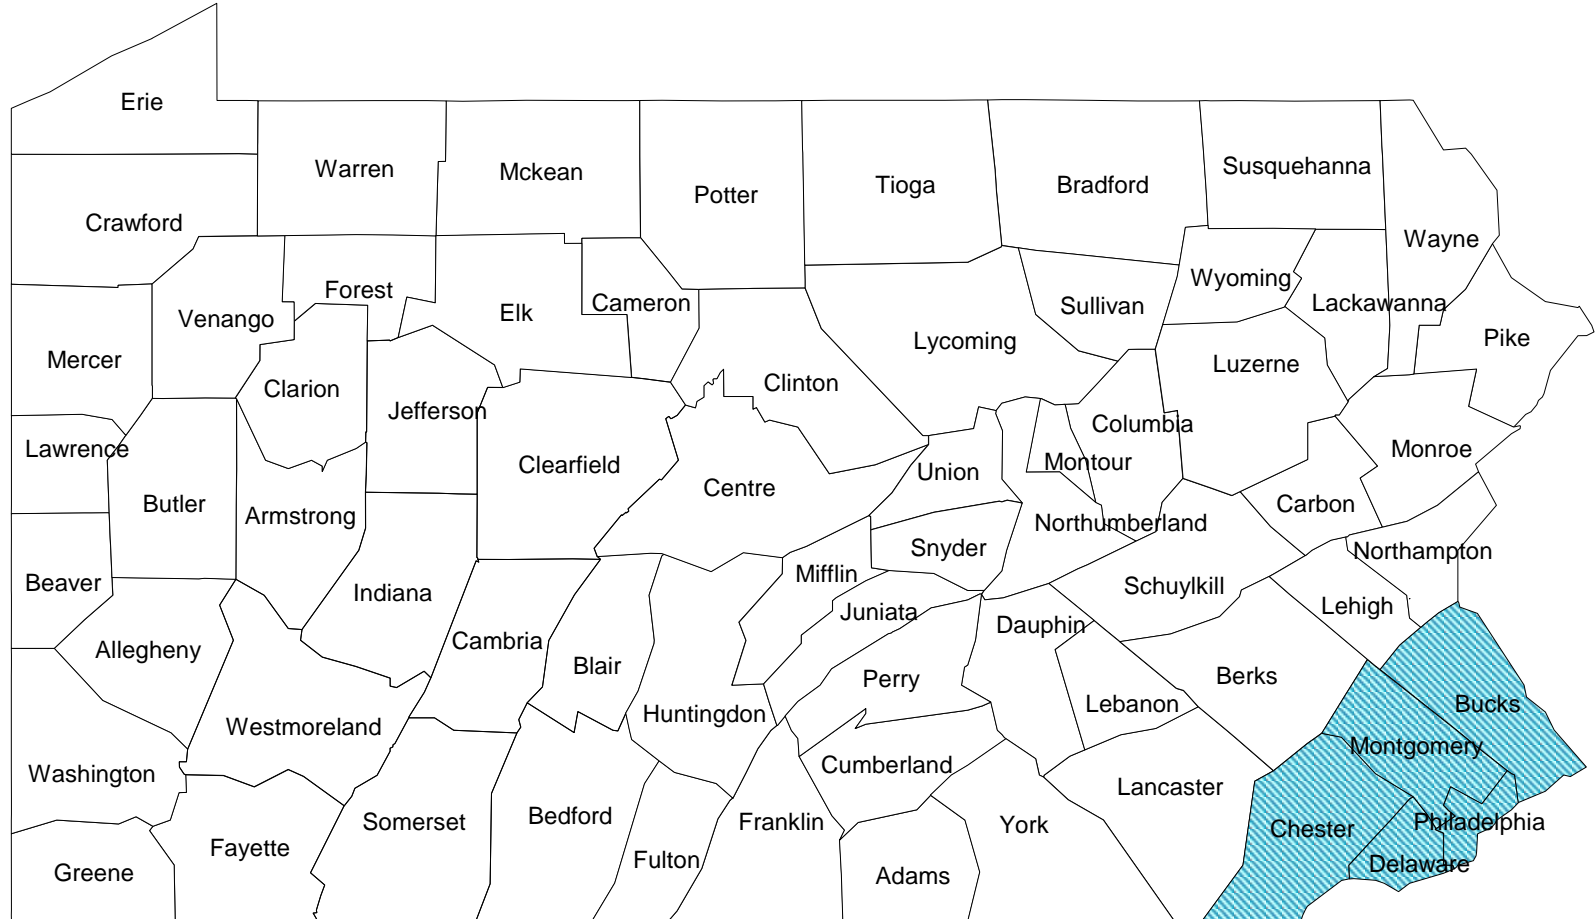 Erie
Warren
Mckean
Potter
Tioga
Bradford
Susquehanna
Crawford
Wayne
Forest
Venango
Elk
Cameron
Sullivan
Wyoming
Lackawanna
Mercer
Clarion
Jefferson
Clinton
Lycoming
Luzerne
Pike
Lawrence
Butler
Armstrong
Clearfield
Centre
Union
Montour
Columbia
Carbon
Monroe
Beaver
Indiana
Mifflin
Snyder
Northumberland
Schuylkill
Northampton
Allegheny
Cambria
Blair
Juniata
Dauphin
Lehigh
Westmoreland
Huntingdon
Perry
Lebanon
Berks
Bucks
Washington
Somerset
Bedford
Cumberland
Lancaster
Montgomery
Greene
Fayette
Fulton
Franklin
Adams
York
Chester
Philadelphia
Delaware